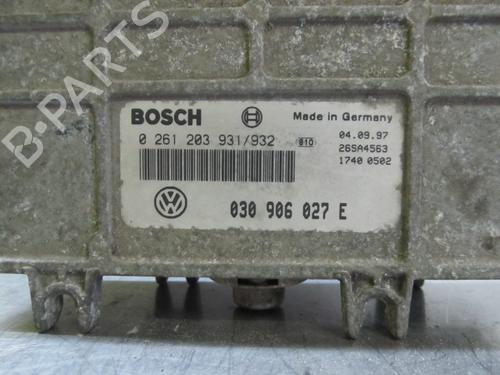 B-PARTS
BOSCH
Made in Germany
0 261 203 931/932
910
04.09.97
26SA4563
1740 0502
030 906 027 E